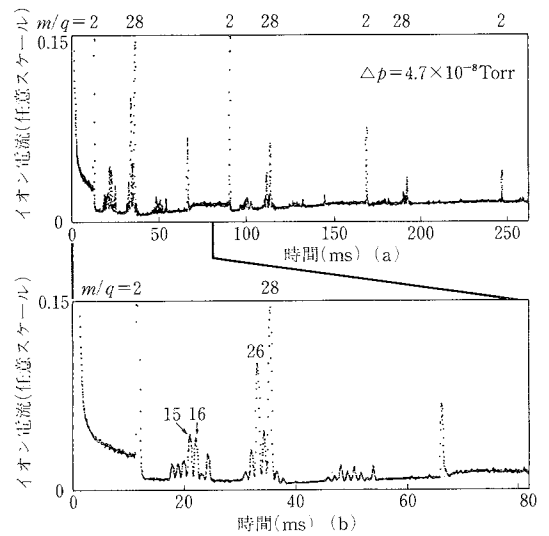 m/q=2 28 2 28 2 28 2
0.15
△p=4.7×10⁻⁸Torr
イオン電流(任意スケール)
0
0 50 100 150 200 250
時間(ms) (a)
m/q=2 28
0.15
26
15 16
イオン電流(任意スケール)
0
0 20 40 60 80
時間(ms) (b)